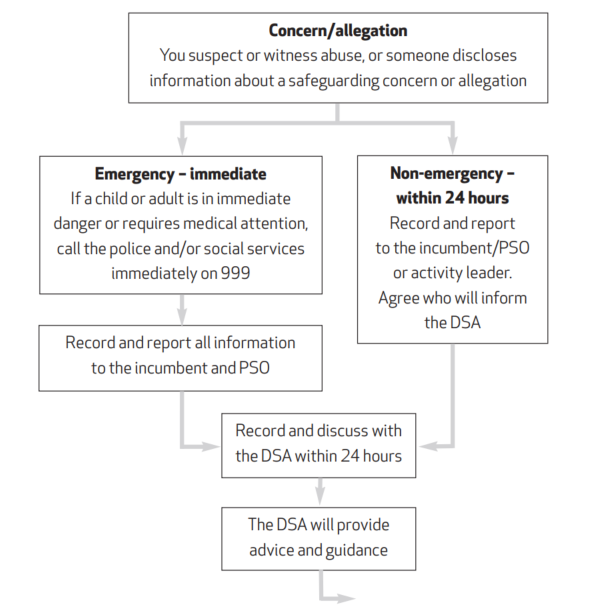 Concern/allegation
You suspect or witness abuse, or someone discloses
information about a safeguarding concern or allegation
Emergency – immediate
If a child or adult is in immediate
danger or requires medical attention,
call the police and/or social services
immediately on 999
Non-emergency –
within 24 hours
Record and report
to the incumbent/PSO
or activity leader.
Agree who will inform
the DSA
Record and report all information
to the incumbent and PSO
Record and discuss with
the DSA within 24 hours
The DSA will provide
advice and guidance